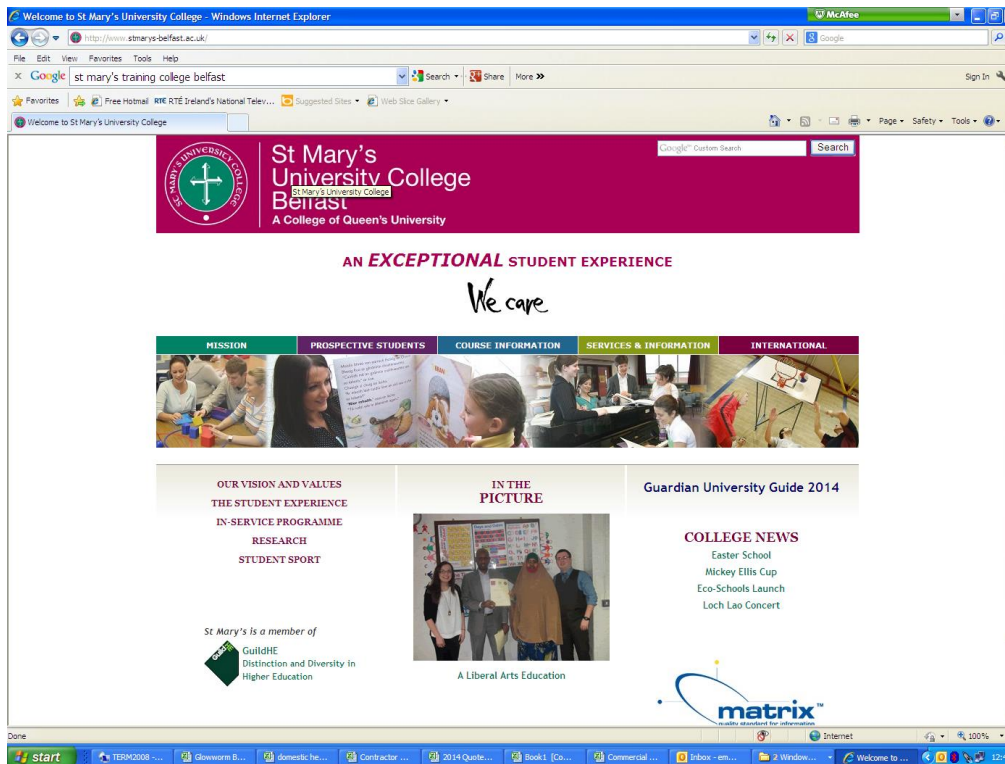 Welcome to St Mary's University College - Windows Internet Explorer
McAfee
http://www.stmarys-belfast.ac.uk/
Google
File Edit View Favorites Tools Help
x Google st mary's training college belfast Search Share More »
Sign In
Favorites Free Hotmail RTÉ RTÉ Ireland's National Telev... Suggested Sites Web Slice Gallery
Welcome to St Mary's University College
Page Safety Tools
ST. MARY'S UNIVERSITY COLLEGE
St Mary's
University College
Belfast
St Mary's University College
A College of Queen's University
Google™ Custom Search
Search
AN EXCEPTIONAL STUDENT EXPERIENCE
We care
MISSION
PROSPECTIVE STUDENTS
COURSE INFORMATION
SERVICES & INFORMATION
INTERNATIONAL
OUR VISION AND VALUES
THE STUDENT EXPERIENCE
IN-SERVICE PROGRAMME
RESEARCH
STUDENT SPORT
St Mary's is a member of
guildhe
GuildHE
Distinction and Diversity in
Higher Education
IN THE
PICTURE
A Liberal Arts Education
Guardian University Guide 2014
COLLEGE NEWS
Easter School
Mickey Ellis Cup
Eco-Schools Launch
Loch Lao Concert
matrix™
quality standard for information
Done
Internet
100%
start
TERM2008 -...
Glowworm B...
domestic he...
Contractor ...
2014 Quote...
Book1 [Co...
Commercial ...
Inbox - em...
2 Window...
Welcome to ...